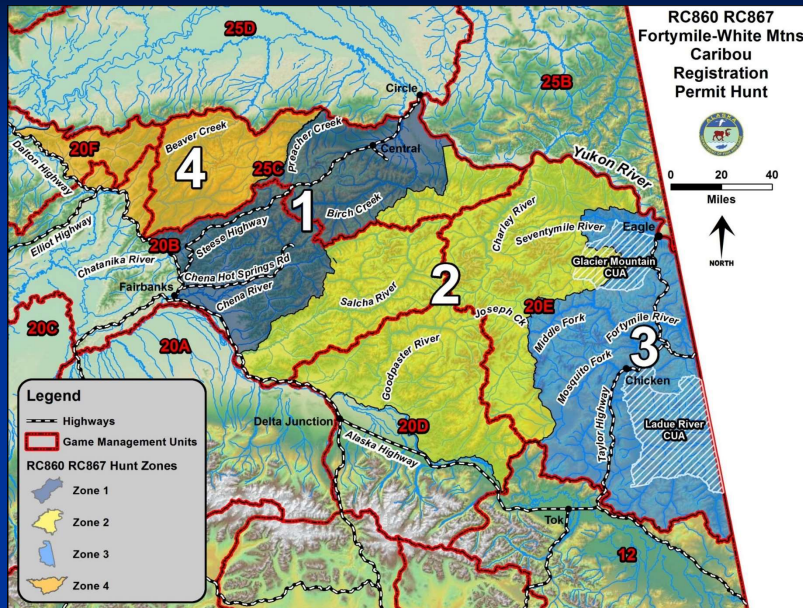 RC860 RC867
Fortymile-White Mtns
Caribou
Registration
Permit Hunt
ALASKA
0 20 40
Miles
NORTH
25D
25B
Circle
Preacher Creek
Beaver Creek
Central
20F
Dalton Highway
4
25C
Yukon River
1
Birch Creek
Steese Highway
Charley River
Seventymile River
Eagle
20B
Elliot Highway
Chatanika River
Chena Hot Springs Rd
Glacier Mountain
CUA
Fairbanks
Chena River
Salcha River
2
20E
Joseph Ck
Middle Fork
Fortymile River
20C
20A
3
Goodpaster River
Mosquito Fork
Chicken
Taylor Highway
Ladue River
CUA
Delta Junction
20D
Alaska Highway
Tok
12
Legend
Highways
Game Management Units
RC860 RC867 Hunt Zones
Zone 1
Zone 2
Zone 3
Zone 4